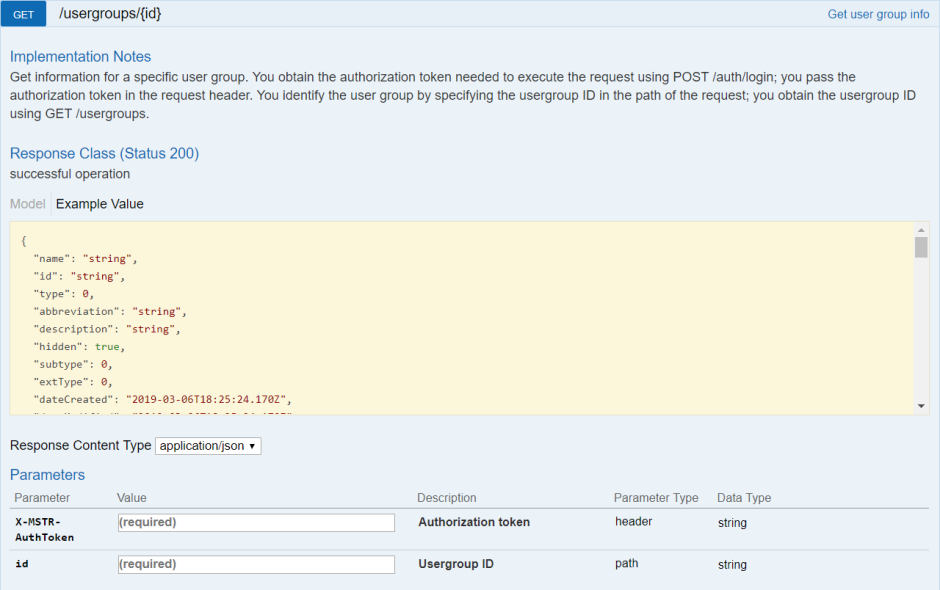 GET /usergroups/{id} Get user group info
Implementation Notes
Get information for a specific user group. You obtain the authorization token needed to execute the request using POST /auth/login; you pass the
authorization token in the request header. You identify the user group by specifying the usergroup ID in the path of the request; you obtain the usergroup ID
using GET /usergroups.
Response Class (Status 200)
successful operation
Model Example Value
{
"name": "string",
"id": "string",
"type": 0,
"abbreviation": "string",
"description": "string",
"hidden": true,
"subtype": 0,
"extType": 0,
"dateCreated": "2019-03-06T18:25:24.170Z",
Response Content Type application/json
Parameters
Parameter Value Description Parameter Type Data Type
X-MSTR- (required) Authorization token header string
AuthToken
id (required) Usergroup ID path string